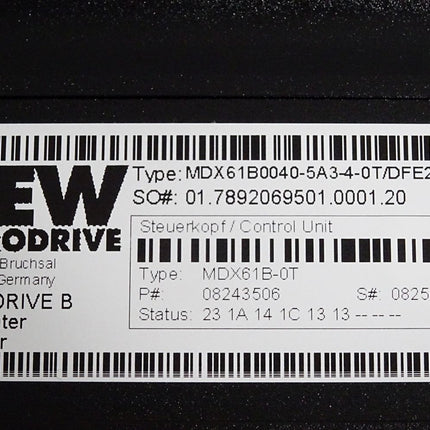 EW
ODRIVE
Bruchsal
Germany
DRIVE B
ter
r
Type: MDX61B0040-5A3-4-0T/DFE2
SO#: 01.7892069501.0001.20
Steuerkopf / Control Unit
Type: MDX61B-0T
P#: 08243506 S#: 0825
Status: 23 1A 14 1C 13 13 -- -- --